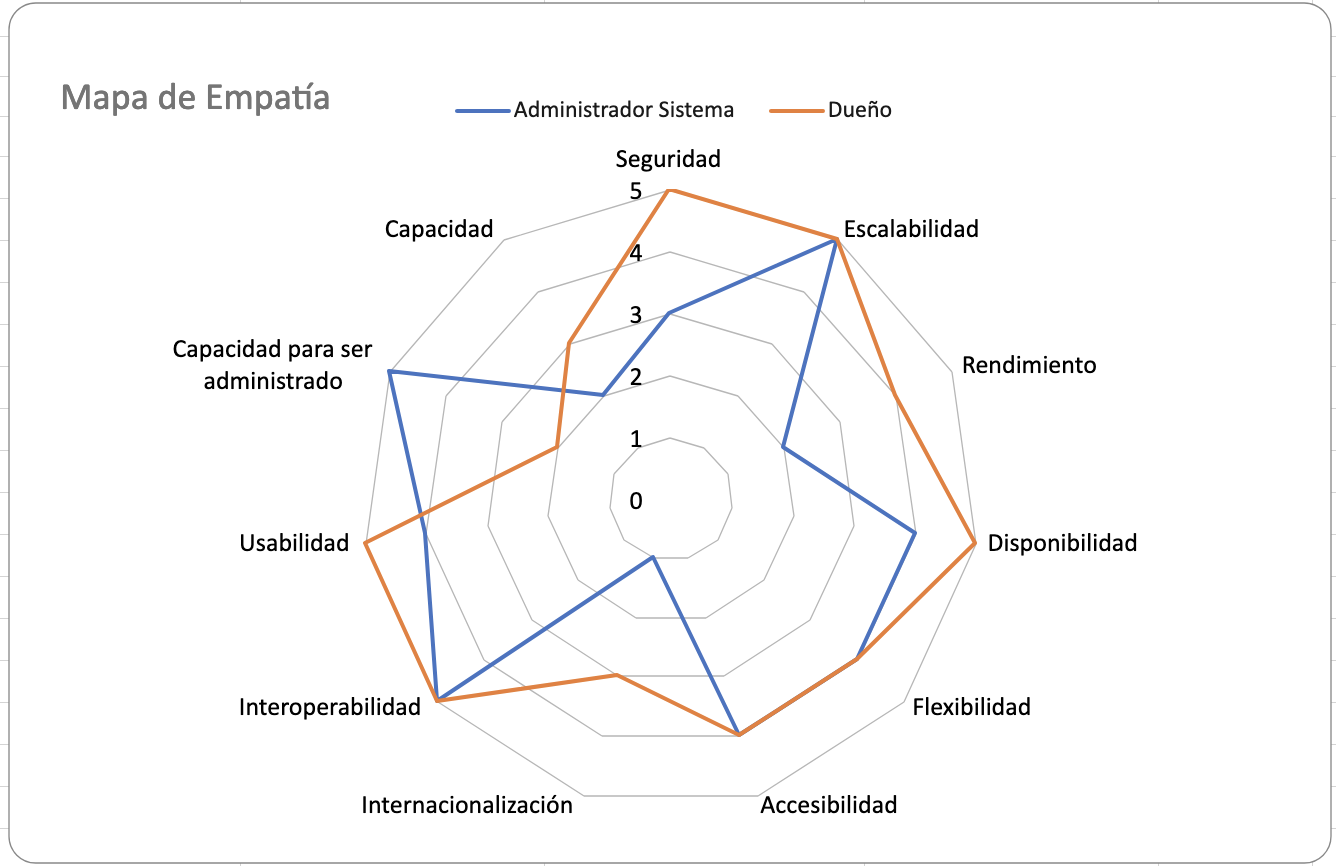 Mapa de Empatía
Administrador Sistema
Dueño
Seguridad
5
Capacidad
Escalabilidad
4
3
Capacidad para ser
administrado
Rendimiento
2
1
0
Usabilidad
Disponibilidad
Interoperabilidad
Flexibilidad
Internacionalización
Accesibilidad